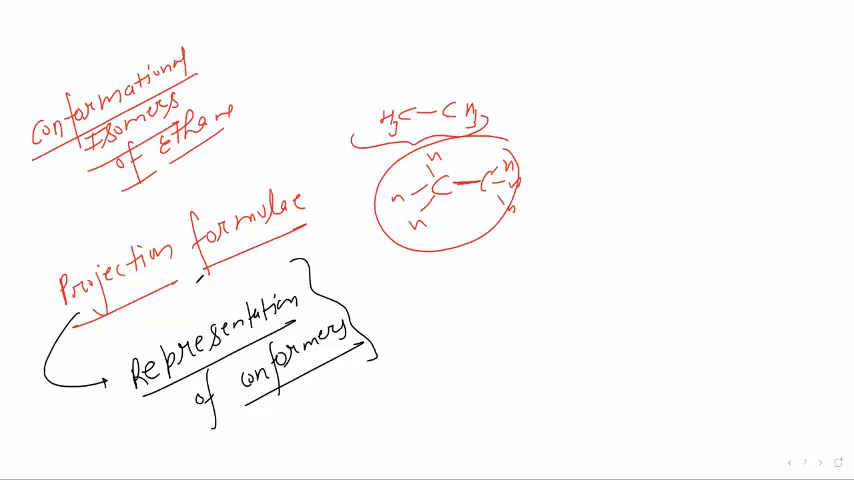 Conformational
Isomers
of Ethane
H3C-CH3
H
H C C H
H H
H
Projection formulae
Representation
of conformers